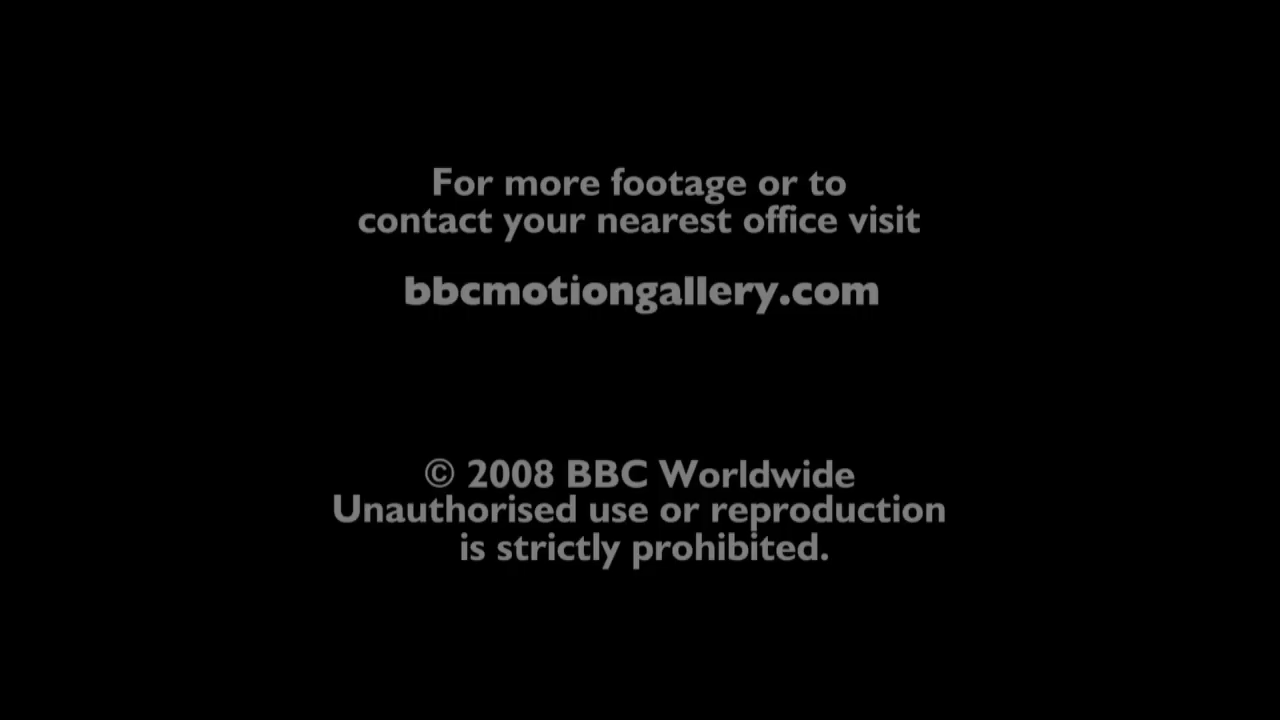 For more footage or to
contact your nearest office visit
bbcmotiongallery.com
© 2008 BBC Worldwide
Unauthorised use or reproduction
is strictly prohibited.